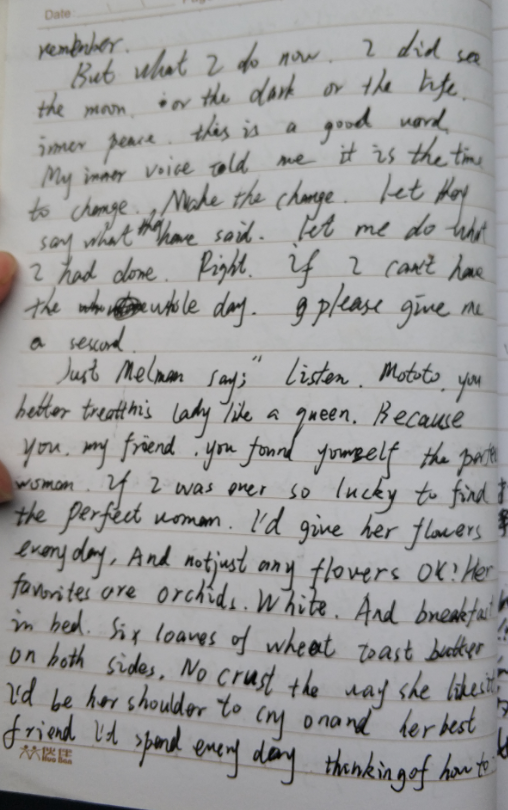 Date
remember.
But what I do now. I did see
the moon. or the dark or the life.
inner peace. this is a good word.
My inner voice told me it is the time
to change. Make the change. Let they
say what they have said. Let me do what
I had done. Right. If I can't have
the whole day. please give me
a second.
Just Melman say: " Listen. Mototo. you
better treat this lady like a queen. Because
you. my friend. you found yourself the perfe
woman. If I was ever so lucky to find
the perfect woman. I'd give her flowers
every day. And not just any flovers OK! Her
favorites are orchids. White. And breakfast
in bed. Six loaves of wheat toast butter
on both sides. No crust the way she likes it
I'd be her shoulder to cry on and her best
friend I'd spend every day thinking of how to